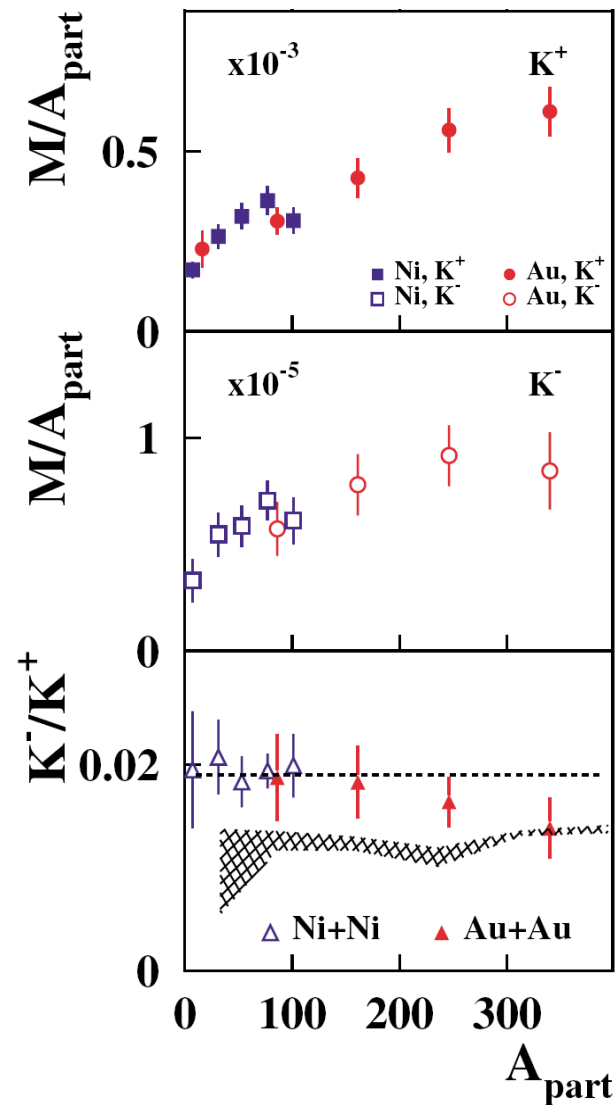 M/A_part
x10^-3
K^+
0.5
Ni, K^+
Au, K^+
Ni, K^-
Au, K^-
0
M/A_part
x10^-5
K^-
1
0
K^-/K^+
0.02
Ni+Ni
Au+Au
0
0 100 200 300
A_part